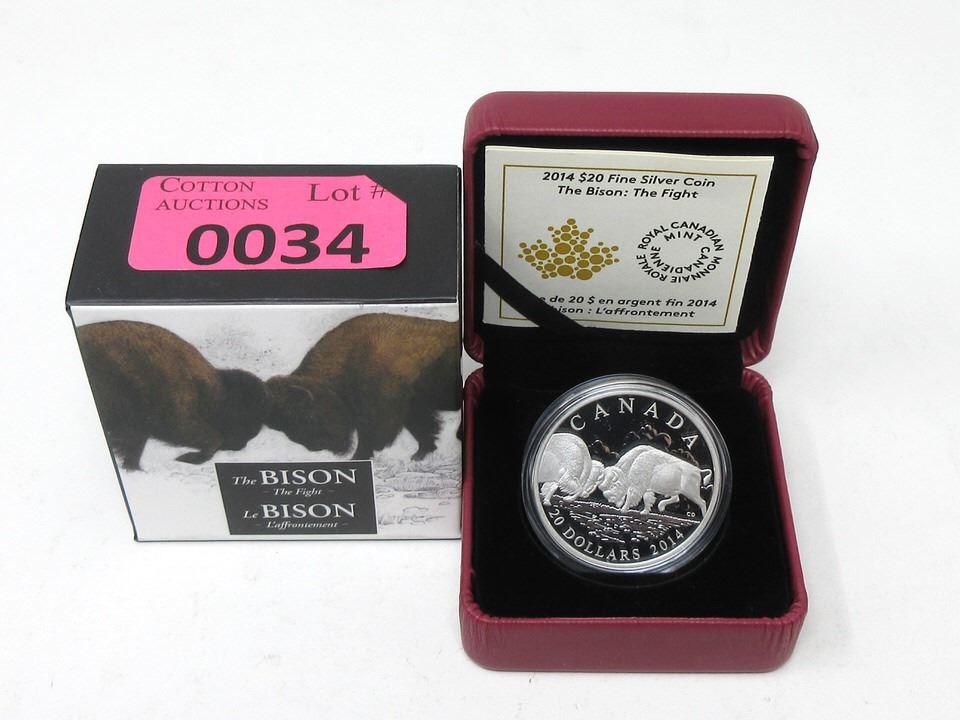 COTTON
AUCTIONS
Lot #
0034
The BISON
- The Fight -
Le BISON
- L'affrontement -
2014 $20 Fine Silver Coin
The Bison: The Fight
ROYAL CANADIAN MINT
MONNAIE ROYALE CANADIENNE
de 20 $ en argent fin 2014
: L'affrontement
CANADA
20 DOLLARS 2014
CD